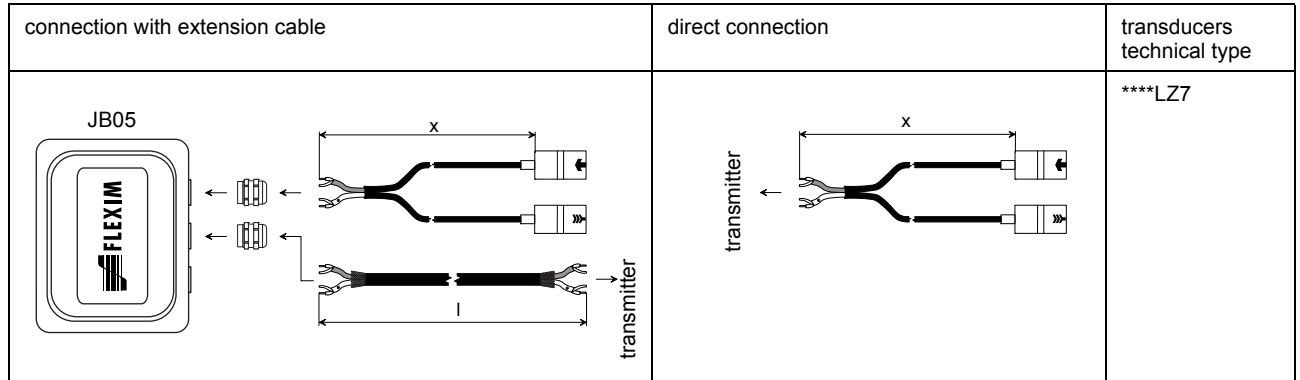 connection with extension cable
direct connection
transducers
technical type
JB05
FLEXIM
x
l
transmitter
transmitter
x
****LZ7